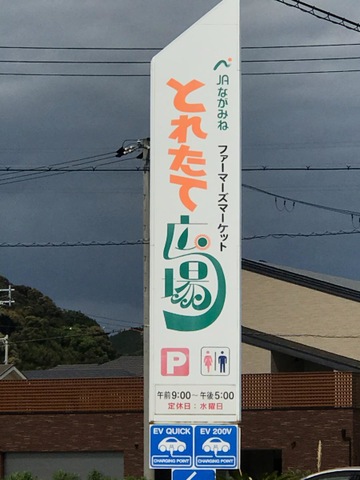 JAながみね
とれたて
ファーマーズマーケット
広場
P
午前9:00~午後5:00
定休日:水曜日
EV QUICK
CHARGING POINT
EV 200V
CHARGING POINT